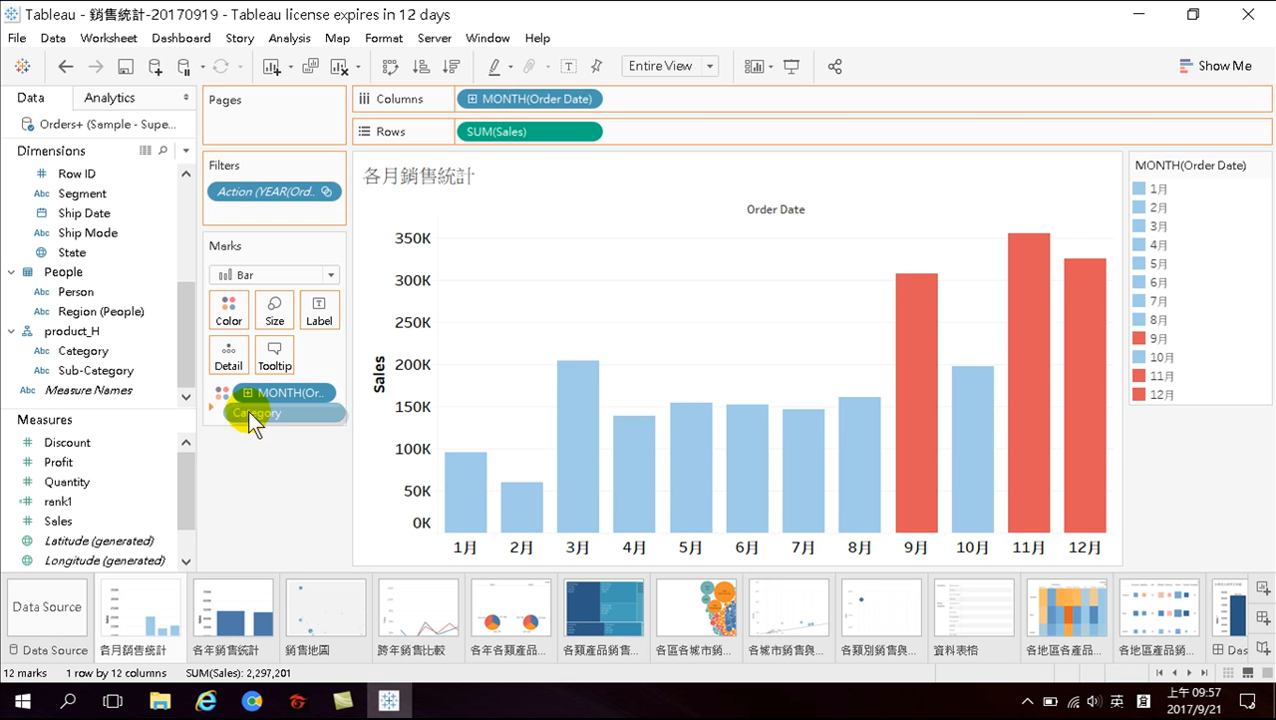 Tableau - 銷售統計-20170919 - Tableau license expires in 12 days
File Data Worksheet Dashboard Story Analysis Map Format Server Window Help
Entire View
Show Me
Data Analytics
Orders+ (Sample - Supe...
Dimensions
Row ID
Abc Segment
Ship Date
Abc Ship Mode
State
People
Abc Person
Abc Region (People)
product_H
Abc Category
Abc Sub-Category
Abc Measure Names
Measures
Discount
Profit
Quantity
rank1
Sales
Latitude (generated)
Longitude (generated)
Pages
Filters
Action (YEAR(Ord..
Marks
Bar
Color Size Label
Detail Tooltip
MONTH(Or..
Category
Columns MONTH(Order Date)
Rows SUM(Sales)
各月銷售統計
Order Date
350K
300K
250K
200K
150K
100K
50K
0K
Sales
1月 2月 3月 4月 5月 6月 7月 8月 9月 10月 11月 12月
MONTH(Order Date)
1月
2月
3月
4月
5月
6月
7月
8月
9月
10月
11月
12月
Data Source
Data Source 各月銷售統計 各年銷售統計 銷售地圖 跨年銷售比較 各年各類產品... 各類產品銷售... 各區各城市銷... 各城市銷售與... 各類別銷售與... 資料表格 各地區各產品... 各地區產品銷... Das
12 marks 1 row by 12 columns SUM(Sales): 2,297,201
英
上午 09:57
2017/9/21